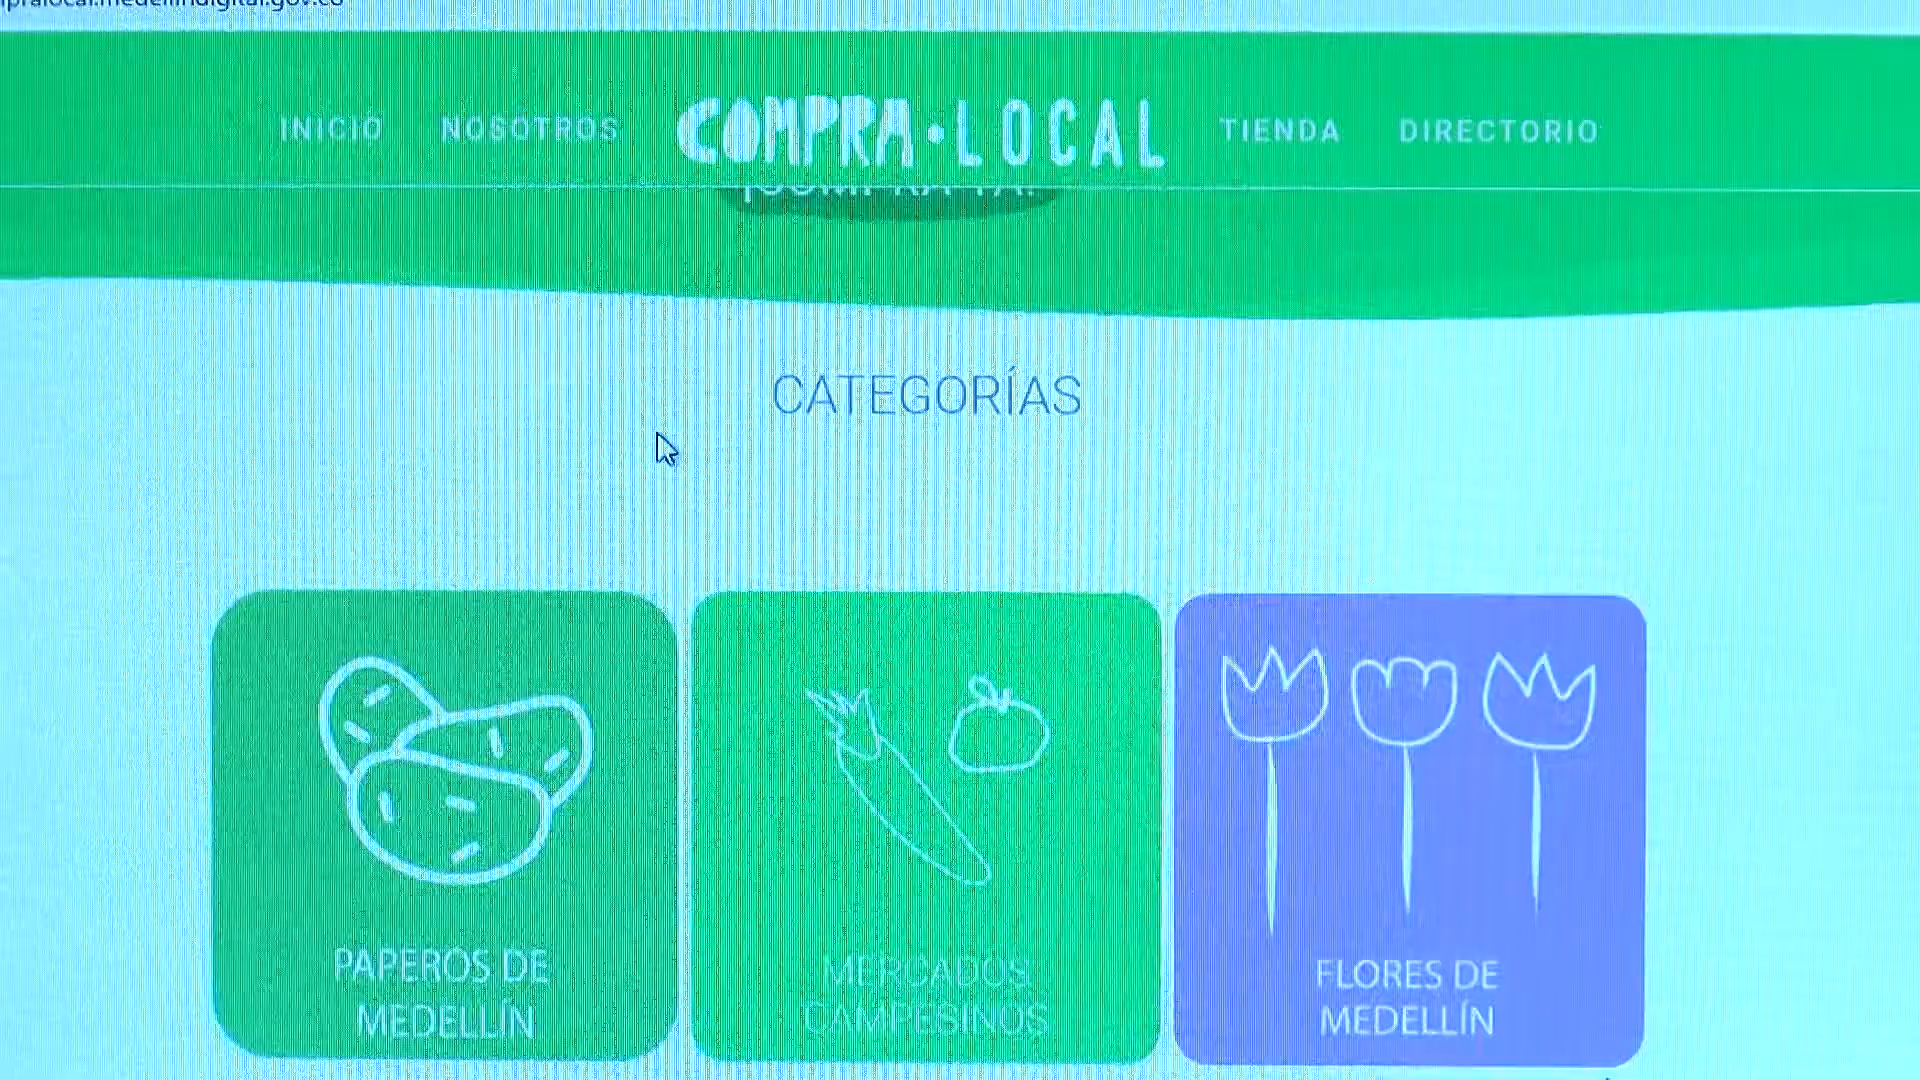 INICIO NOSOTROS COMPRA•LOCAL TIENDA DIRECTORIO
CATEGORÍAS
PAPEROS DE
MEDELLÍN
MERCADOS
CAMPESINOS
FLORES DE
MEDELLÍN